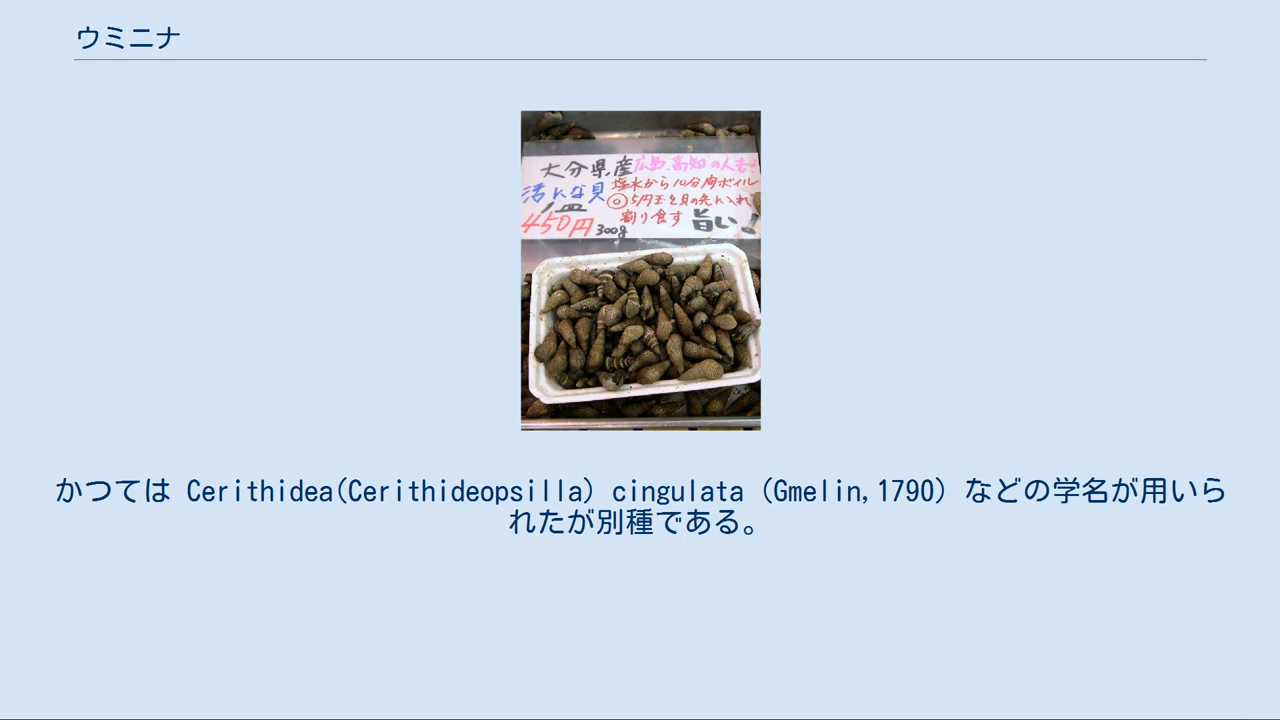 ウミニナ
大分県産 広島.高知の人も!!
活にな貝 塩水から10分間ボイル
1皿 ◎5円玉を貝の先に入れ
450円 300g 割り食す 旨い!
かつては Cerithidea(Cerithideopsilla) cingulata (Gmelin,1790) などの学名が用いら
れたが別種である。